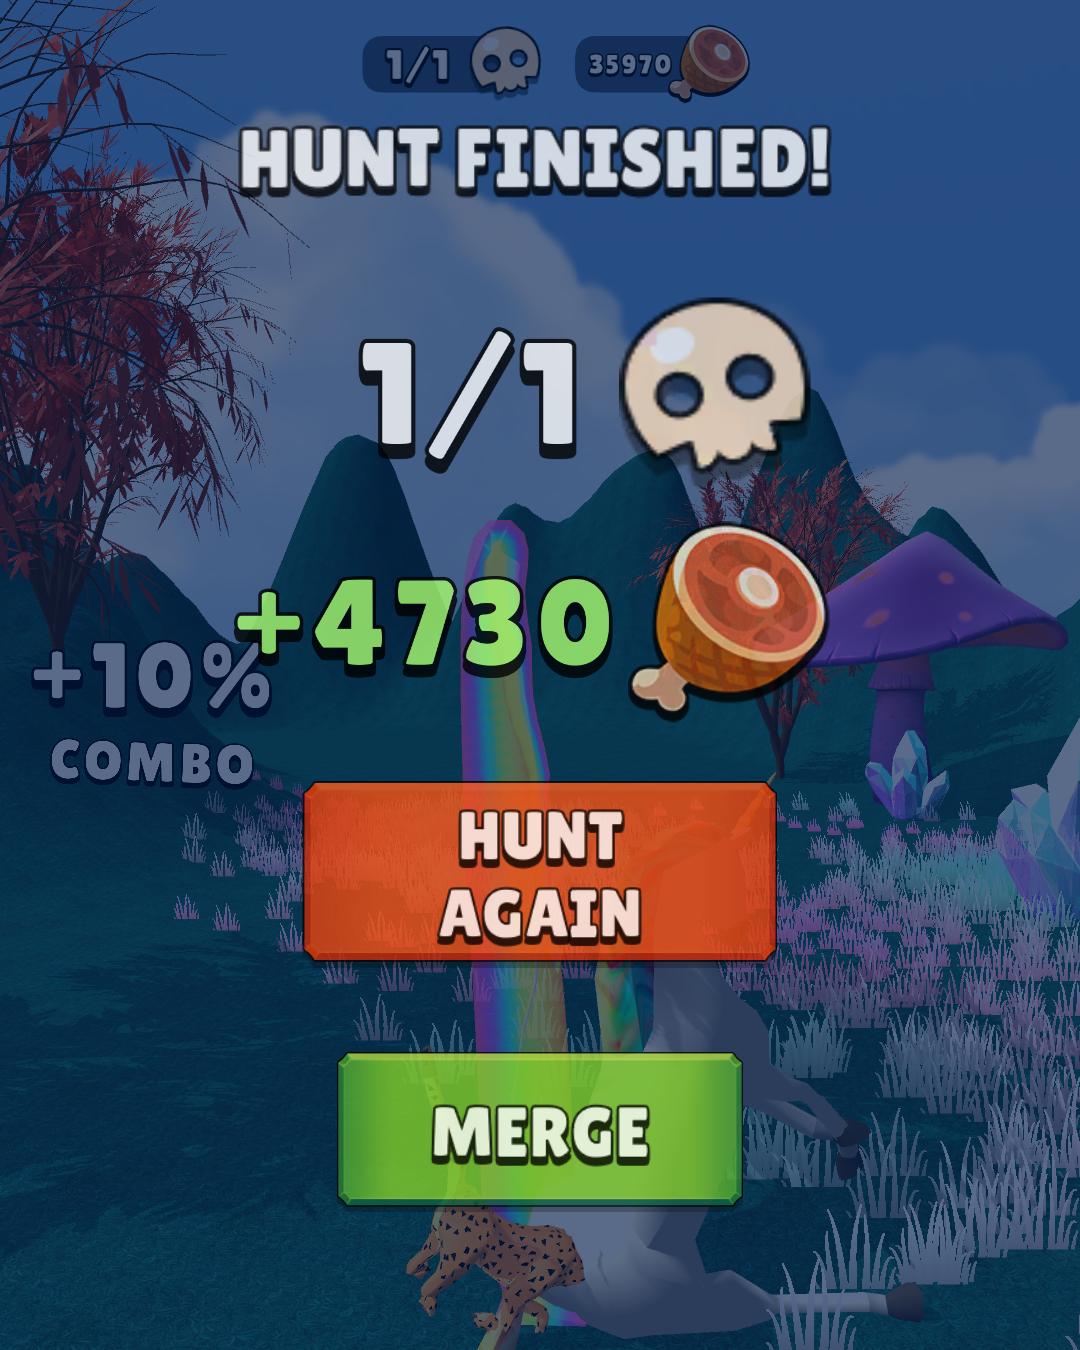 1/1
35970
HUNT FINISHED!
1/1
+4730
+10%
COMBO
HUNT
AGAIN
MERGE